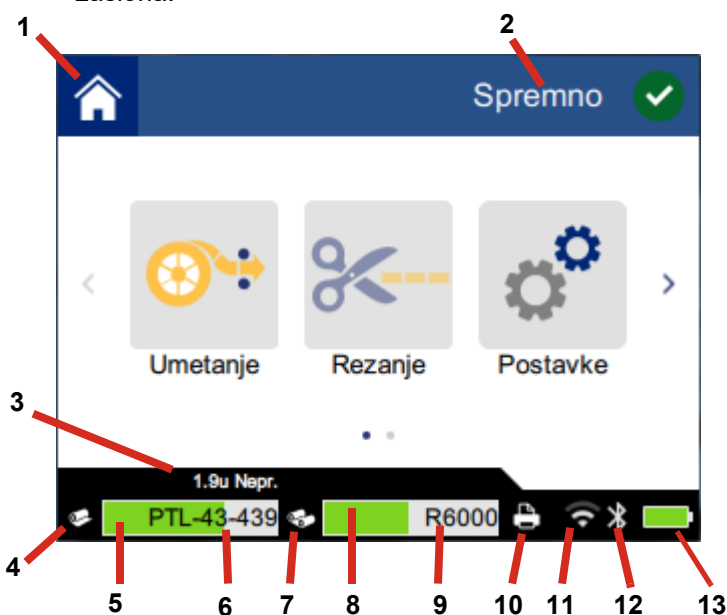 1
2
Spremno
Umetanje Rezanje Postavke
3
1.9u Nepr.
PTL-43-439 R6000
4
5 6 7 8 9 10 11 12 13